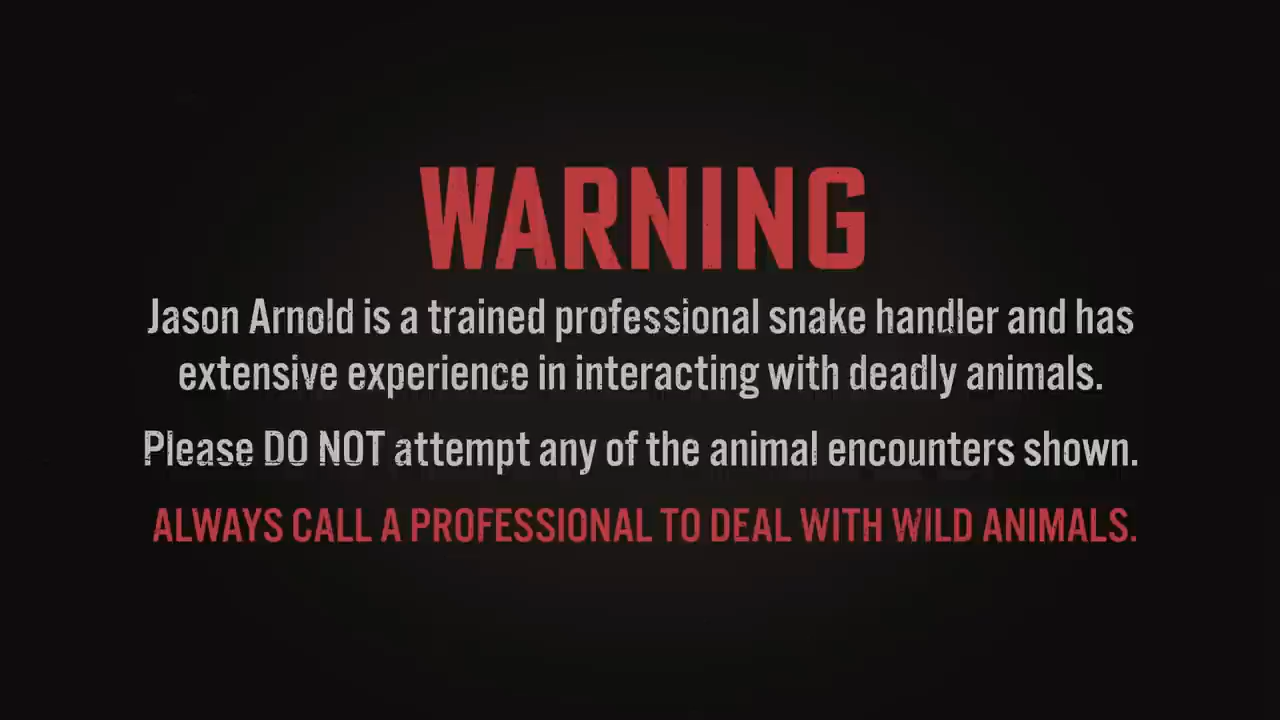 WARNING
Jason Arnold is a trained professional snake handler and has
extensive experience in interacting with deadly animals.
Please DO NOT attempt any of the animal encounters shown.
ALWAYS CALL A PROFESSIONAL TO DEAL WITH WILD ANIMALS.